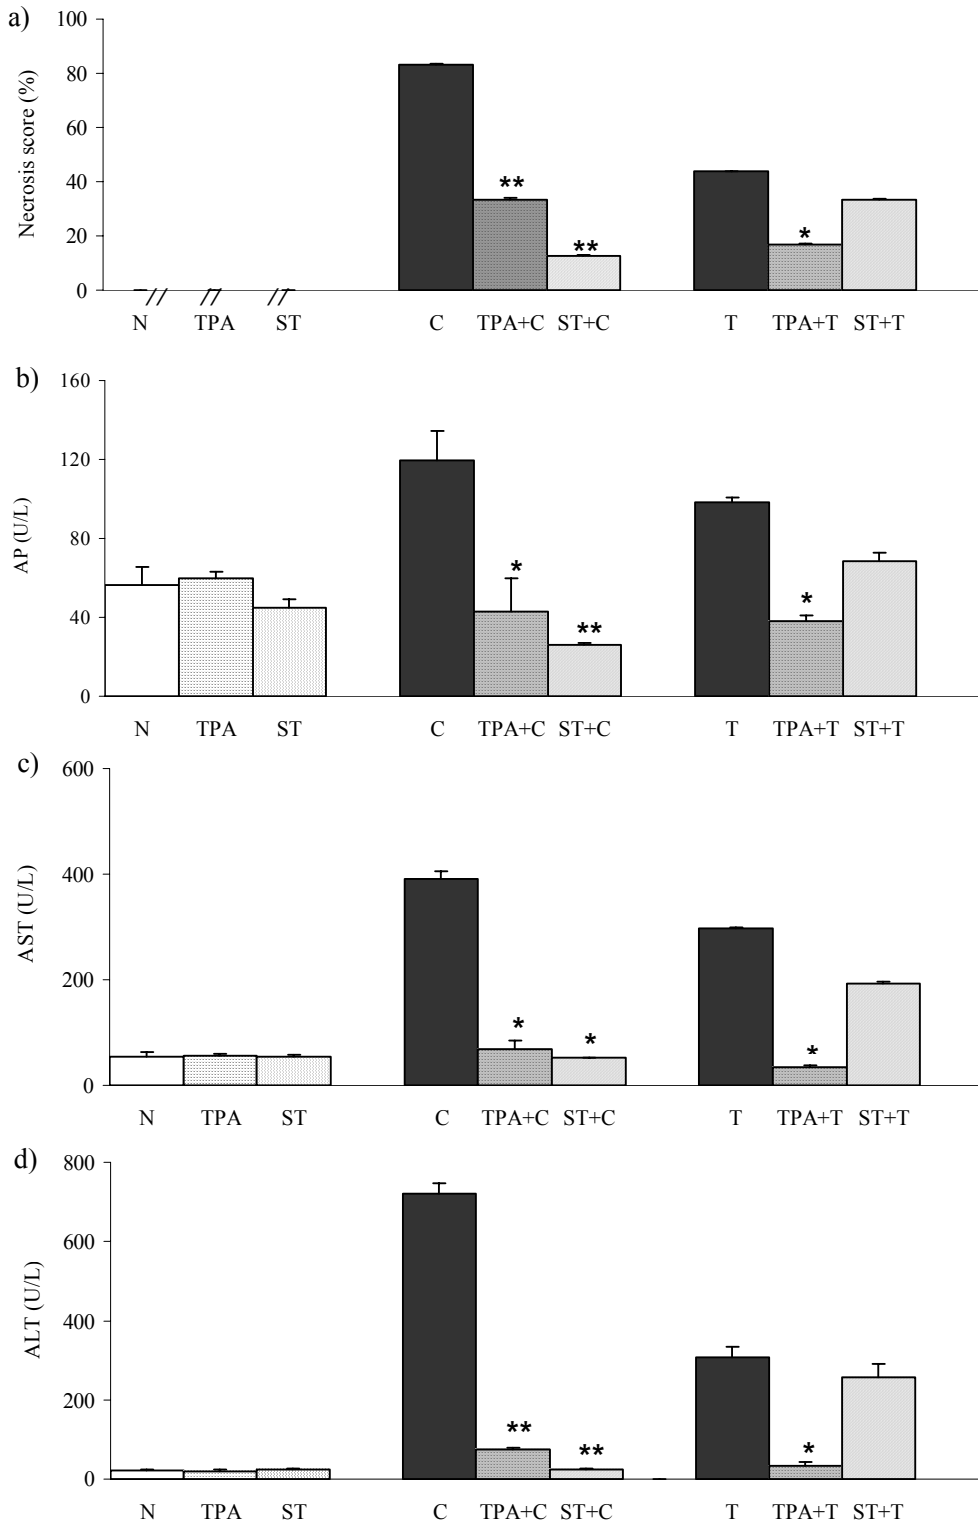 a)
Necrosis score (%)
100
80
60
40
20
0
** **
*
N TPA ST C TPA+C ST+C T TPA+T ST+T
b)
AP (U/L)
160
120
80
40
0
* **
*
N TPA ST C TPA+C ST+C T TPA+T ST+T
c)
AST (U/L)
600
400
200
0
* *
*
N TPA ST C TPA+C ST+C T TPA+T ST+T
d)
ALT (U/L)
800
600
400
200
0
** **
*
N TPA ST C TPA+C ST+C T TPA+T ST+T